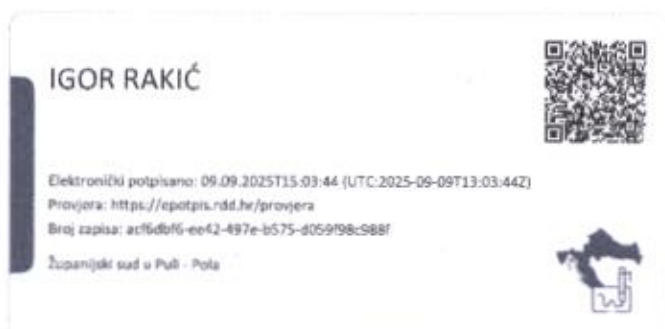 IGOR RAKIĆ
Elektronički potpisano: 09.09.2025T15:03:44 (UTC:2025-09-09T13:03:44Z)
Provjera: https://epotpis.rdd.hr/provjera
Broj zapisa: acf6dbf6-ee42-497e-b575-d059f98c988f
Županijski sud u Puli - Pola